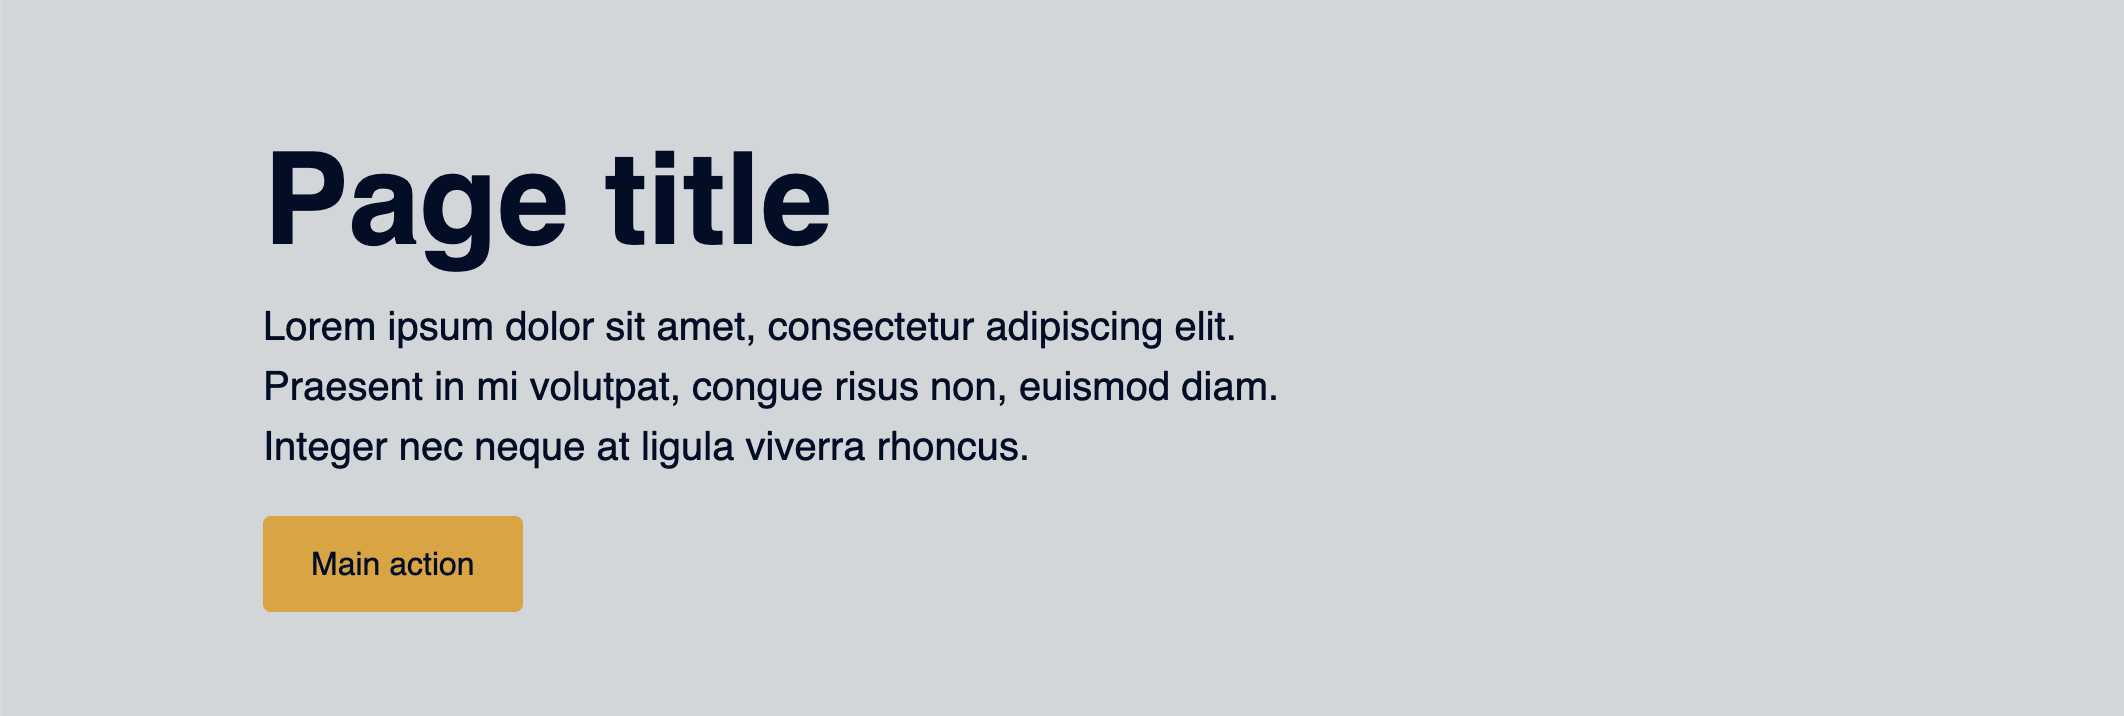 Page title
Lorem ipsum dolor sit amet, consectetur adipiscing elit.
Praesent in mi volutpat, congue risus non, euismod diam.
Integer nec neque at ligula viverra rhoncus.
Main action